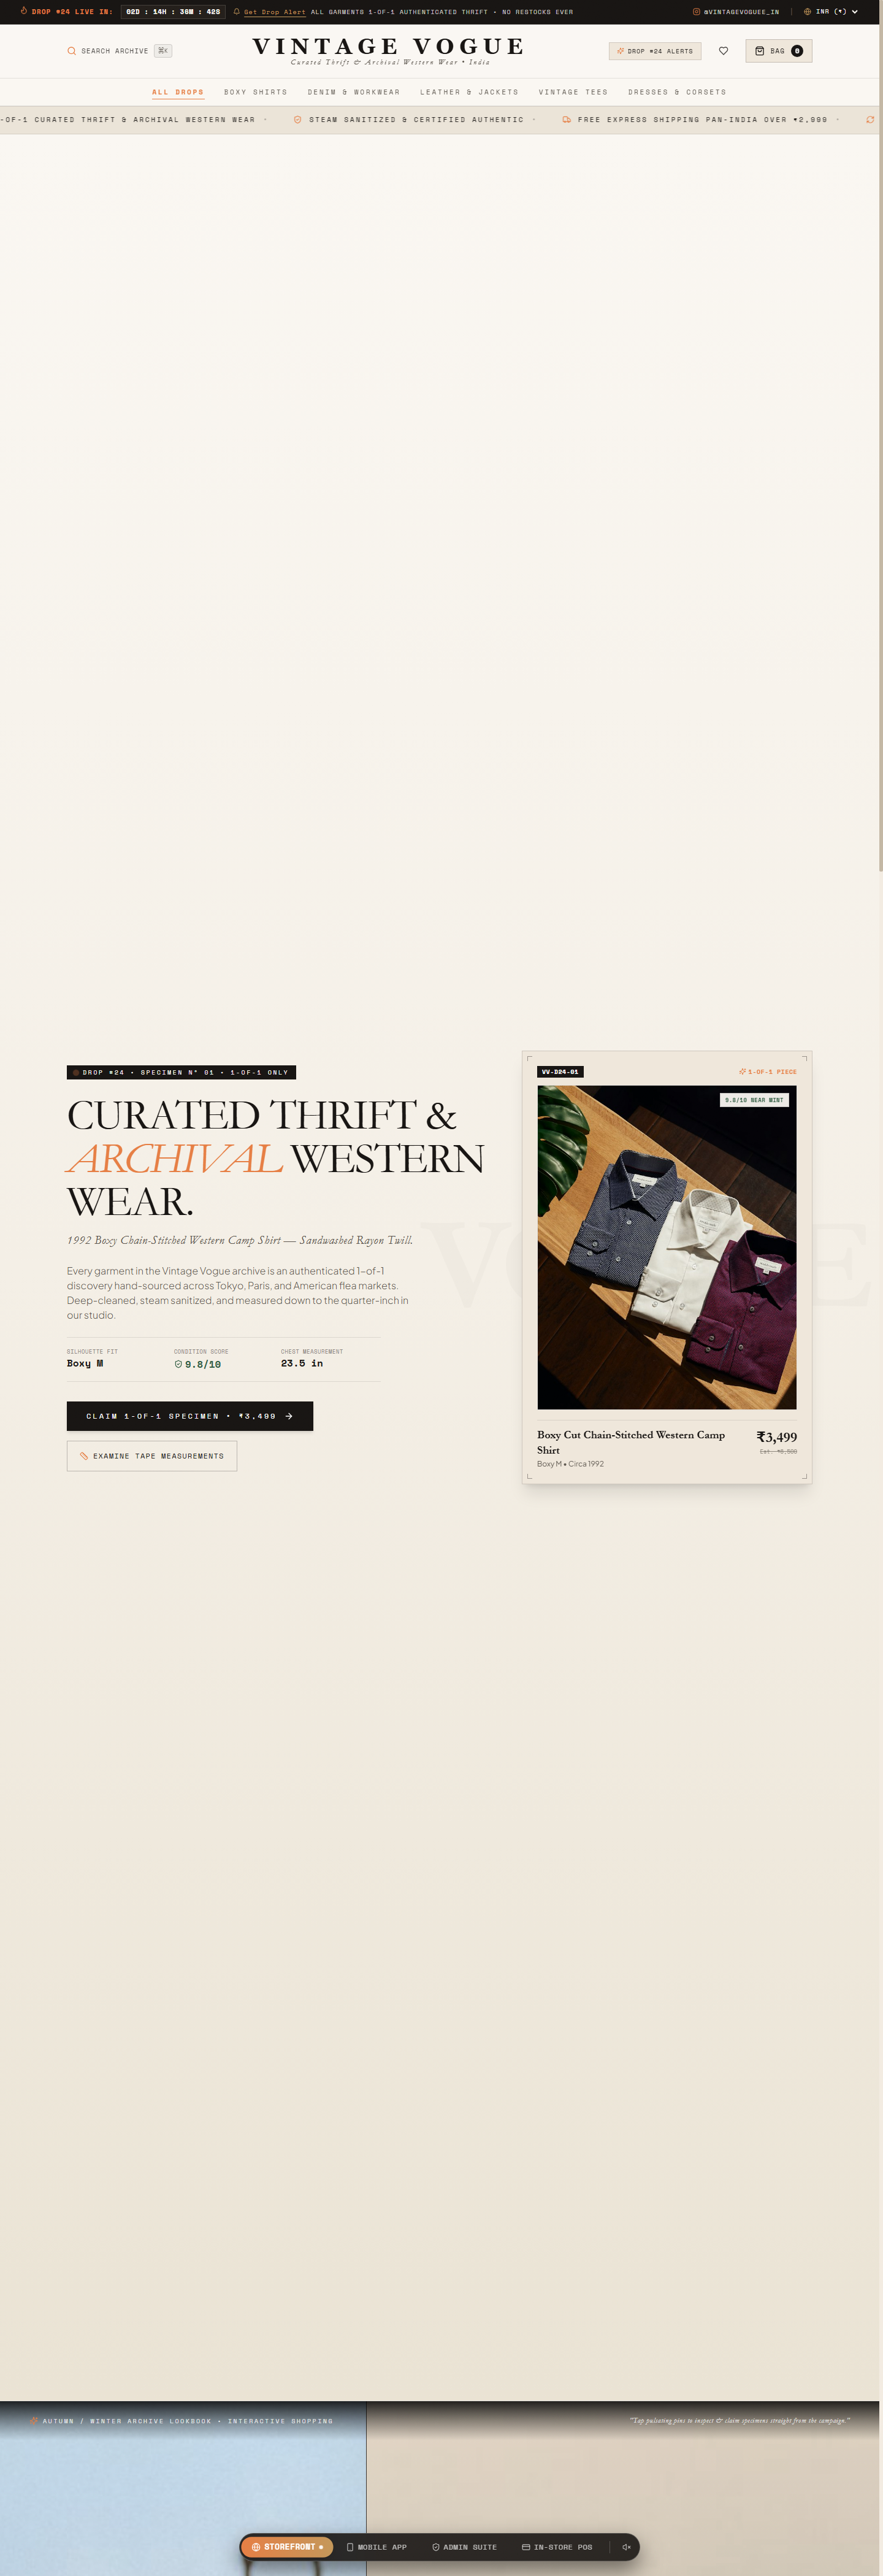 DROP #24 LIVE IN: 02D : 14H : 36M : 42S Get Drop Alert ALL GARMENTS 1-OF-1 AUTHENTICATED THRIFT • NO RESTOCKS EVER @VINTAGEVOGUEE_IN | INR (₹)
SEARCH ARCHIVE ⌘K
VINTAGE VOGUE
Curated Thrift & Archival Western Wear • India
DROP #24 ALERTS
BAG 0
ALL DROPS BOXY SHIRTS DENIM & WORKWEAR LEATHER & JACKETS VINTAGE TEES DRESSES & CORSETS
-OF-1 CURATED THRIFT & ARCHIVAL WESTERN WEAR STEAM SANITIZED & CERTIFIED AUTHENTIC FREE EXPRESS SHIPPING PAN-INDIA OVER ₹2,999
DROP #24 • SPECIMEN N° 01 • 1-OF-1 ONLY
CURATED THRIFT &
ARCHIVAL WESTERN
WEAR.
1992 Boxy Chain-Stitched Western Camp Shirt — Sandwashed Rayon Twill.
Every garment in the Vintage Vogue archive is an authenticated 1-of-1
discovery hand-sourced across Tokyo, Paris, and American flea markets.
Deep-cleaned, steam sanitized, and measured down to the quarter-inch in
our studio.
SILHOUETTE FIT CONDITION SCORE CHEST MEASUREMENT
Boxy M 9.8/10 23.5 in
CLAIM 1-OF-1 SPECIMEN • ₹3,499 →
EXAMINE TAPE MEASUREMENTS
V E
VV-D24-01 1-OF-1 PIECE
9.8/10 NEAR MINT
Boxy Cut Chain-Stitched Western Camp
Shirt
₹3,499
Est. ₹8,500
Boxy M • Circa 1992
AUTUMN / WINTER ARCHIVE LOOKBOOK • INTERACTIVE SHOPPING
"Tap pulsating pins to inspect & claim specimens straight from the campaign."
STOREFRONT MOBILE APP ADMIN SUITE IN-STORE POS